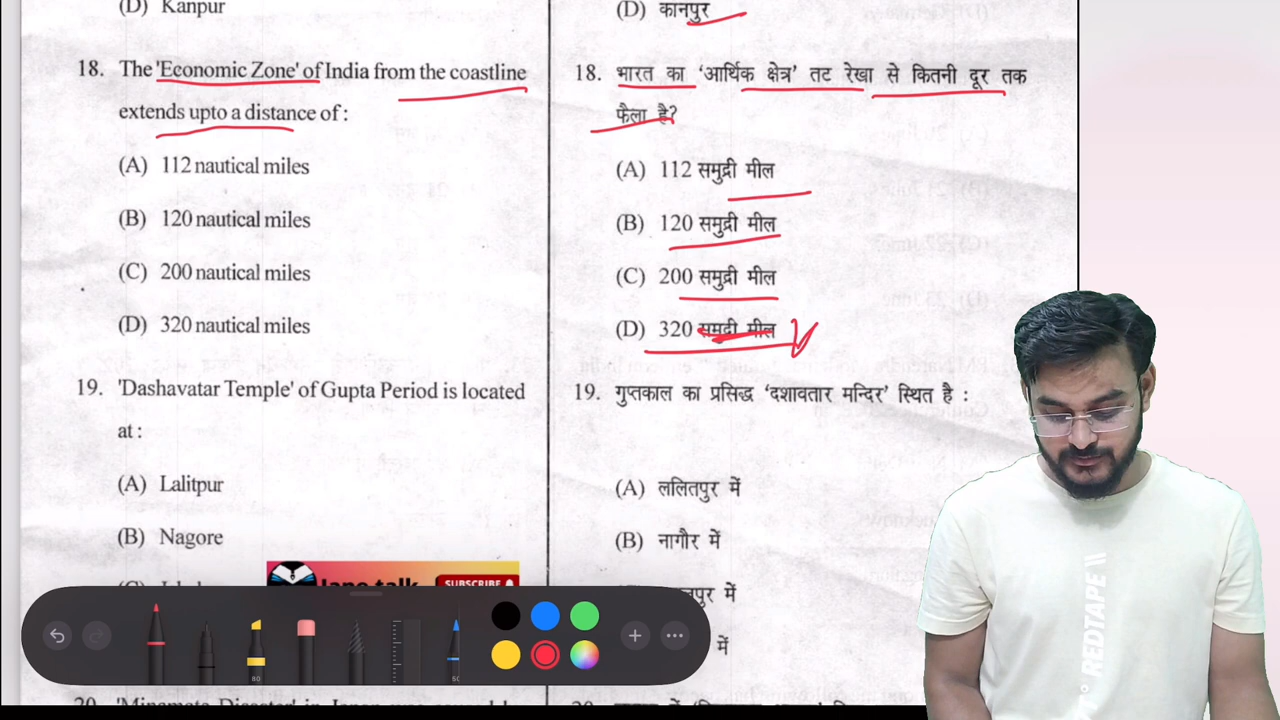 (D) Kanpur
18. The 'Economic Zone' of India from the coastline
extends upto a distance of :
(A) 112 nautical miles
(B) 120 nautical miles
(C) 200 nautical miles
(D) 320 nautical miles
19. 'Dashavatar Temple' of Gupta Period is located
at :
(A) Lalitpur
(B) Nagore
(D) कानपुर
18. भारत का 'आर्थिक क्षेत्र' तट रेखा से कितनी दूर तक
फैला है?
(A) 112 समुद्री मील
(B) 120 समुद्री मील
(C) 200 समुद्री मील
(D) 320 समुद्री मील
19. गुप्तकाल का प्रसिद्ध 'दशावतार मन्दिर' स्थित है :
(A) ललितपुर में
(B) नागौर में
में
में
talk
SUBSCRIBE
80
50
REDTAPE